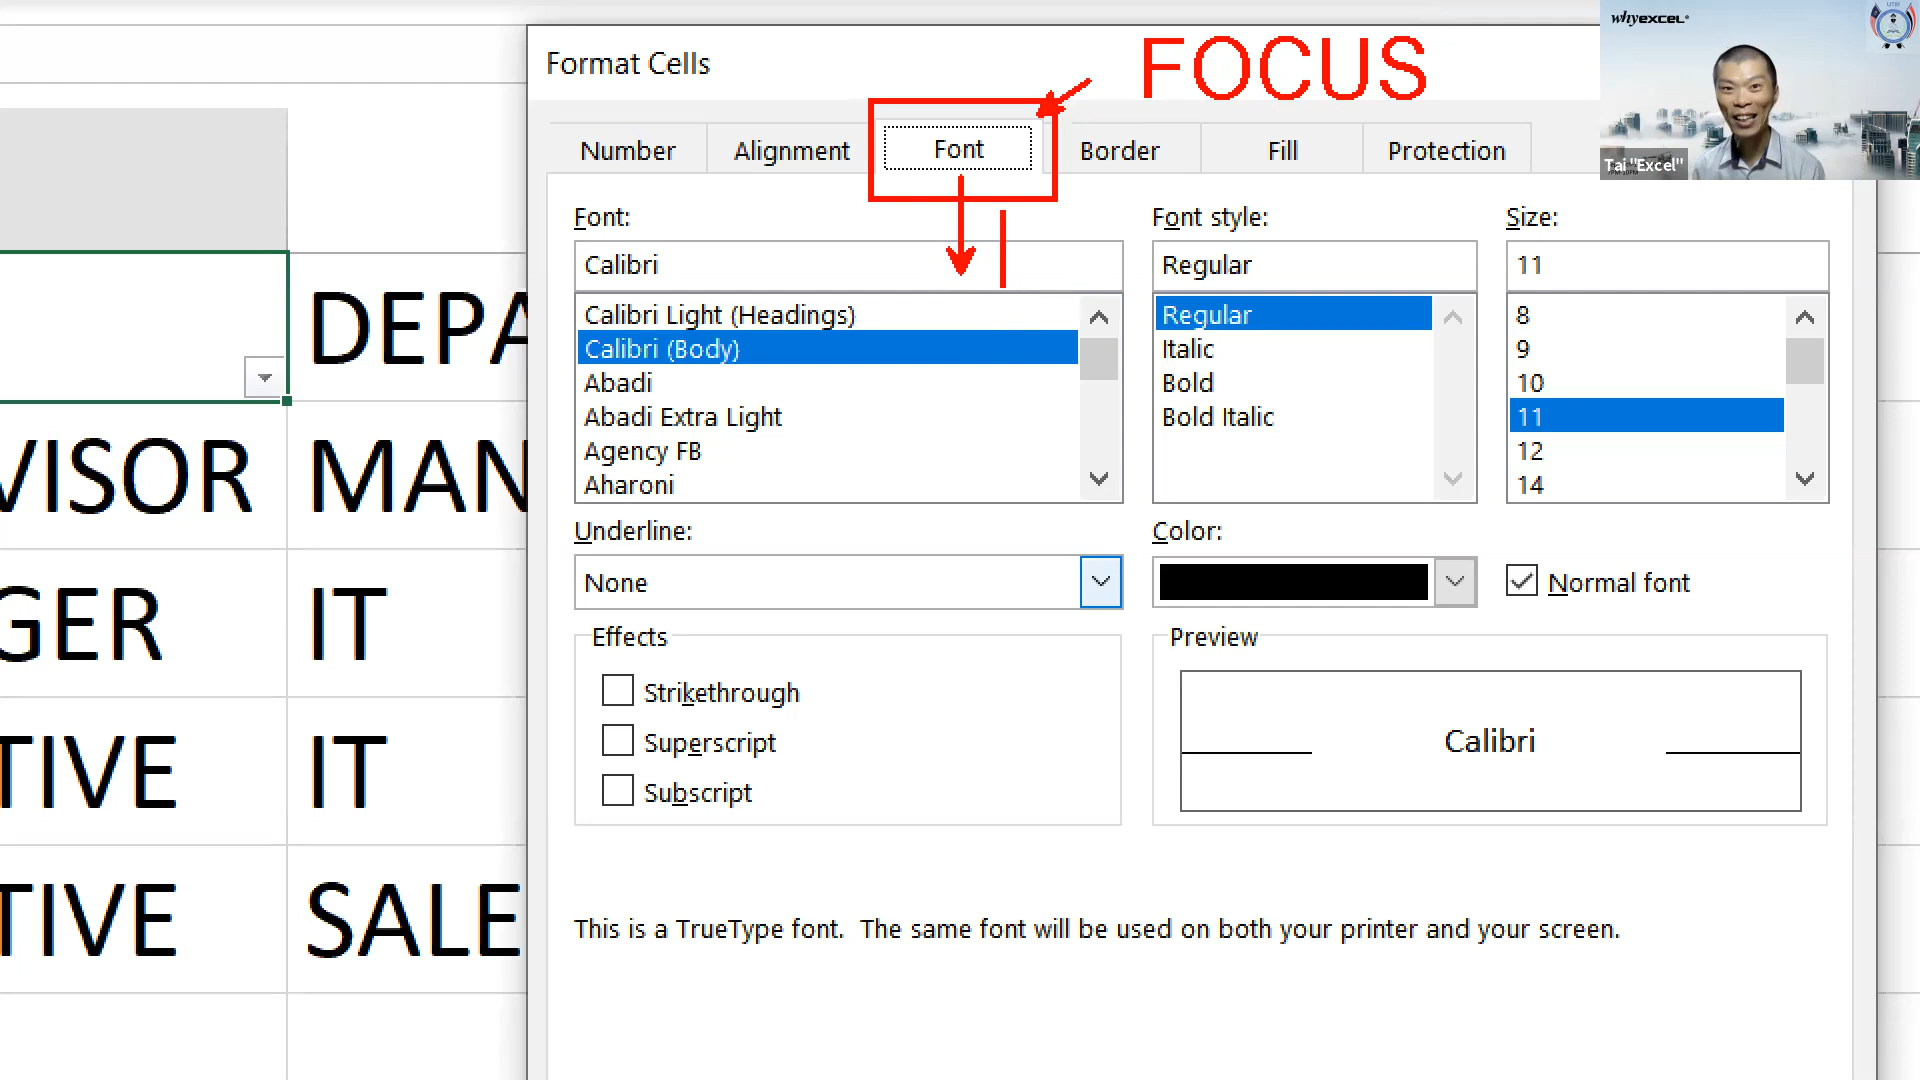 Format Cells
FOCUS
whyexcel
UTM
Tai "Excel"
Number
Alignment
Font
Border
Fill
Protection
Font:
Font style:
Size:
Calibri
Regular
11
Calibri Light (Headings)
Calibri (Body)
Abadi
Abadi Extra Light
Agency FB
Aharoni
Regular
Italic
Bold
Bold Italic
8
9
10
11
12
14
Underline:
Color:
None
Normal font
Effects
Strikethrough
Superscript
Subscript
Preview
Calibri
This is a TrueType font. The same font will be used on both your printer and your screen.
DEPA
VISOR
MAN
GER
IT
TIVE
IT
TIVE
SALE